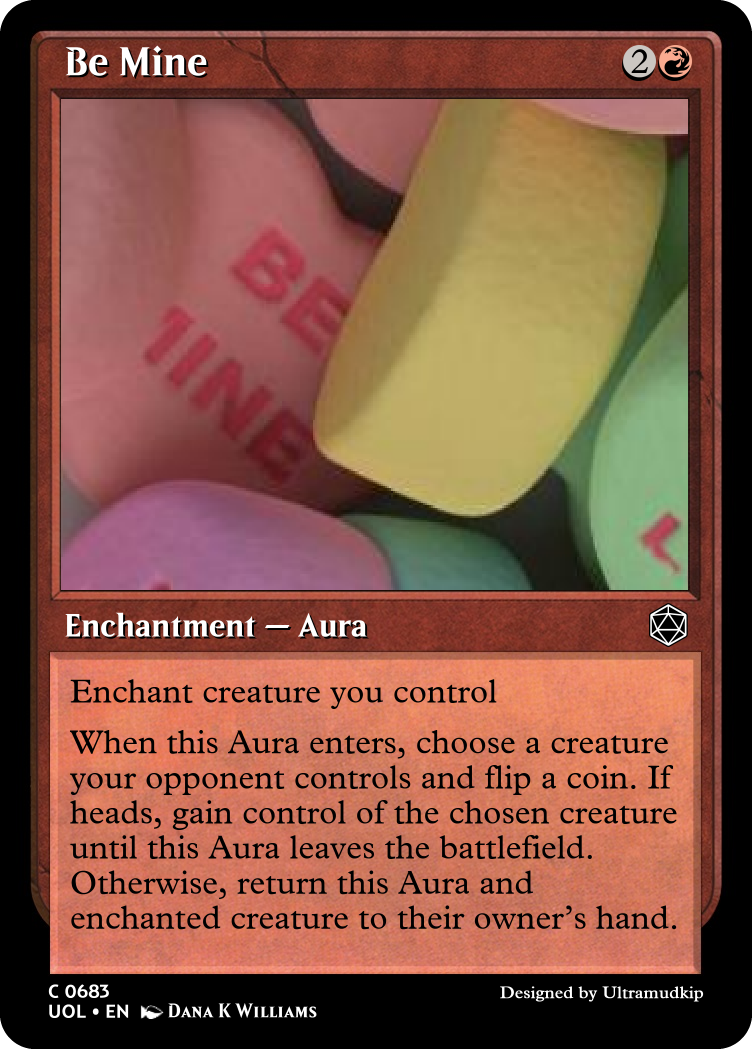 Be Mine
2
BE
MINE
L
Enchantment — Aura
Enchant creature you control
When this Aura enters, choose a creature
your opponent controls and flip a coin. If
heads, gain control of the chosen creature
until this Aura leaves the battlefield.
Otherwise, return this Aura and
enchanted creature to their owner’s hand.
C 0683
UOL • EN DANA K WILLIAMS
Designed by Ultramudkip